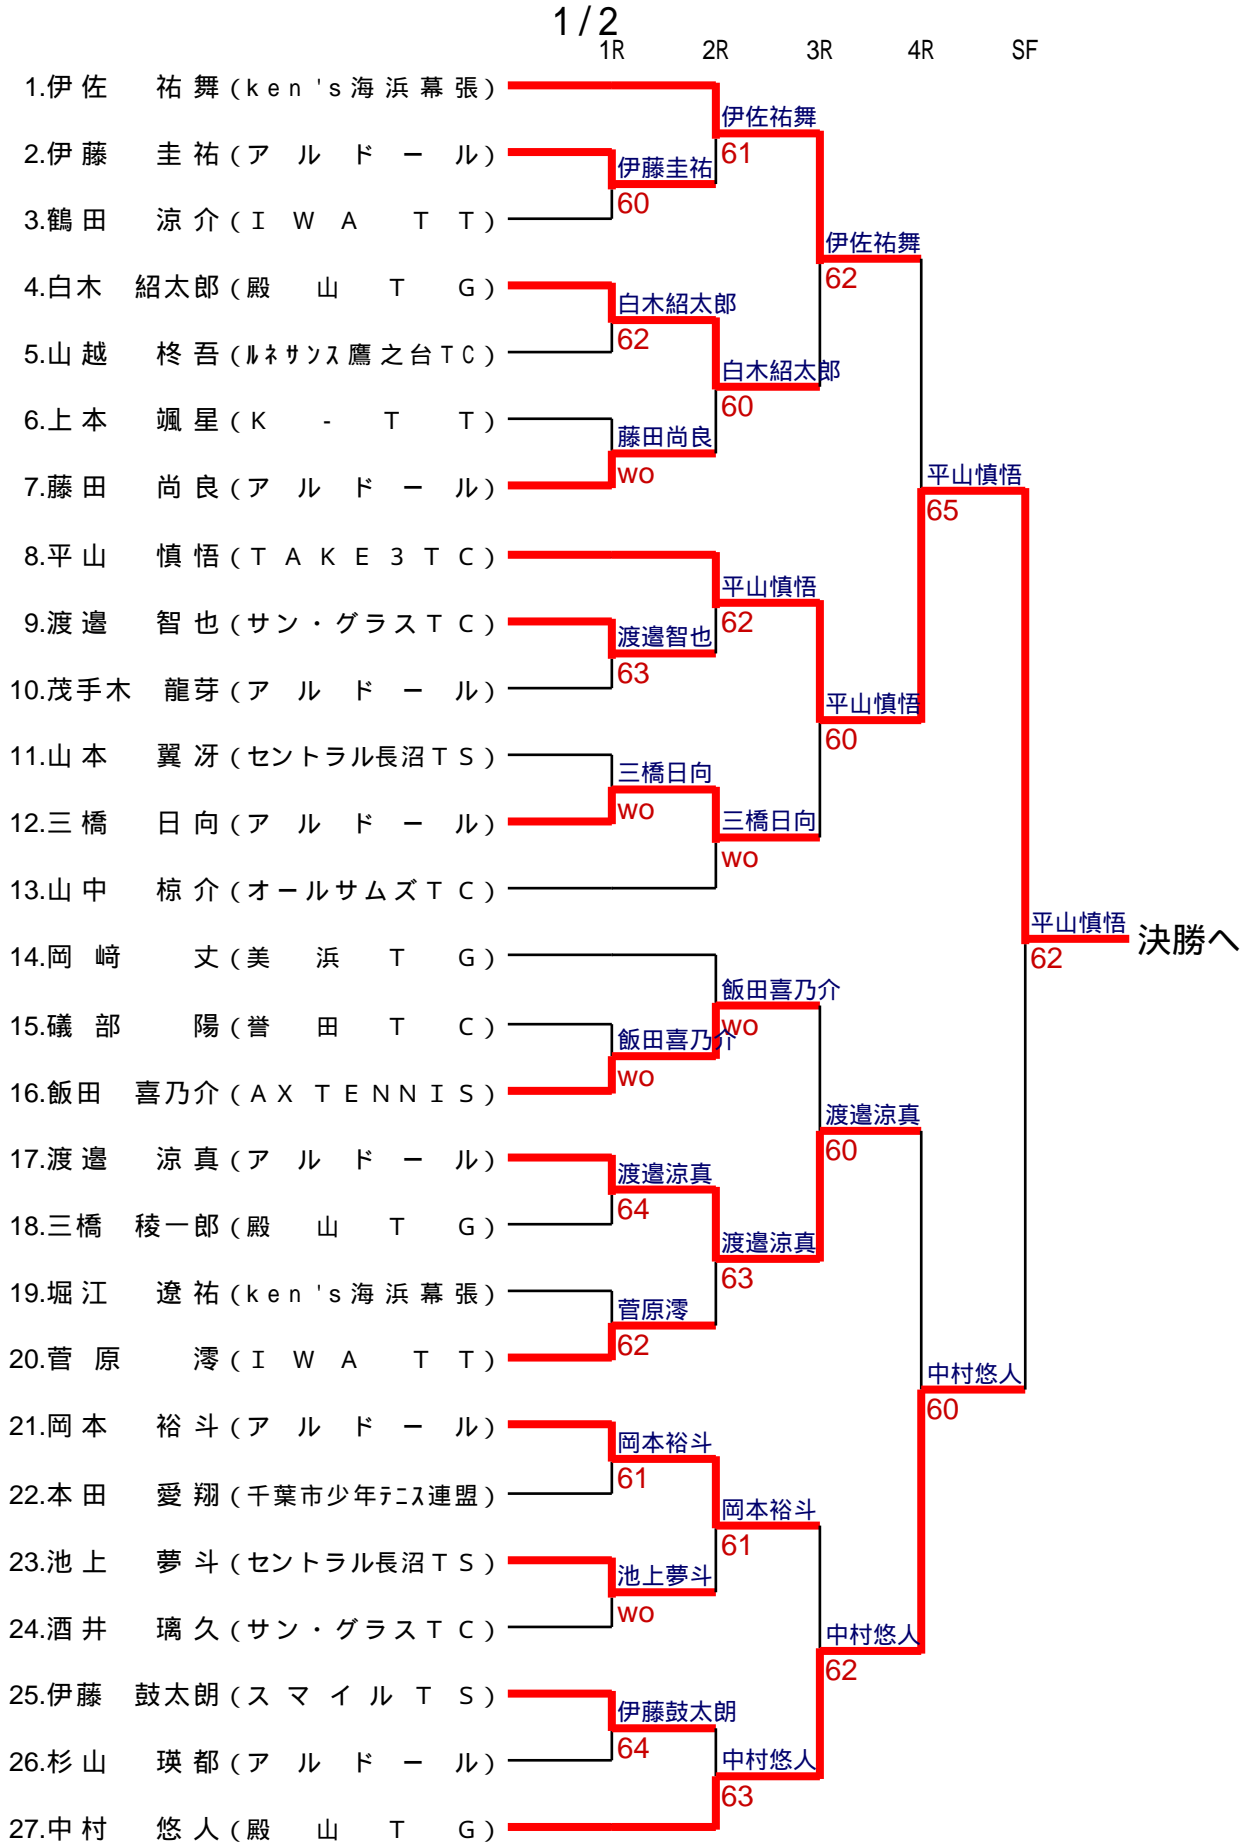 1/2
1R 2R 3R 4R SF
1.伊佐 祐舞(ken's海浜幕張)
伊佐祐舞
2.伊藤 圭祐(アルドール)
61
伊藤圭祐
60
3.鶴田 涼介(IWA TT)
伊佐祐舞
62
4.白木 紹太郎(殿山TG)
白木紹太郎
62
5.山越 柊吾(ルネサンス鷹之台TC)
白木紹太郎
60
6.上本 颯星(K-TT)
藤田尚良
wo
7.藤田 尚良(アルドール)
平山慎悟
65
8.平山 慎悟(TAKE3TC)
平山慎悟
62
9.渡邉 智也(サン・グラスTC)
渡邉智也
63
10.茂手木 龍芽(アルドール)
平山慎悟
60
11.山本 翼冴(セントラル長沼TS)
三橋日向
wo
12.三橋 日向(アルドール)
三橋日向
wo
13.山中 椋介(オールサムズTC)
平山慎悟
62
決勝へ
14.岡﨑 丈(美浜TG)
飯田喜乃介
wo
15.礒部 陽(誉田TC)
飯田喜乃介
wo
16.飯田 喜乃介(AX TENNIS)
渡邉涼真
60
17.渡邉 涼真(アルドール)
渡邉涼真
64
18.三橋 稜一郎(殿山TG)
渡邉涼真
63
19.堀江 遼祐(ken's海浜幕張)
菅原澪
62
20.菅原 澪(IWA TT)
中村悠人
60
21.岡本 裕斗(アルドール)
岡本裕斗
61
22.本田 愛翔(千葉市少年テニス連盟)
岡本裕斗
61
23.池上 夢斗(セントラル長沼TS)
池上夢斗
wo
24.酒井 璃久(サン・グラスTC)
中村悠人
62
25.伊藤 鼓太朗(スマイルTS)
伊藤鼓太朗
64
26.杉山 瑛都(アルドール)
中村悠人
63
27.中村 悠人(殿山TG)